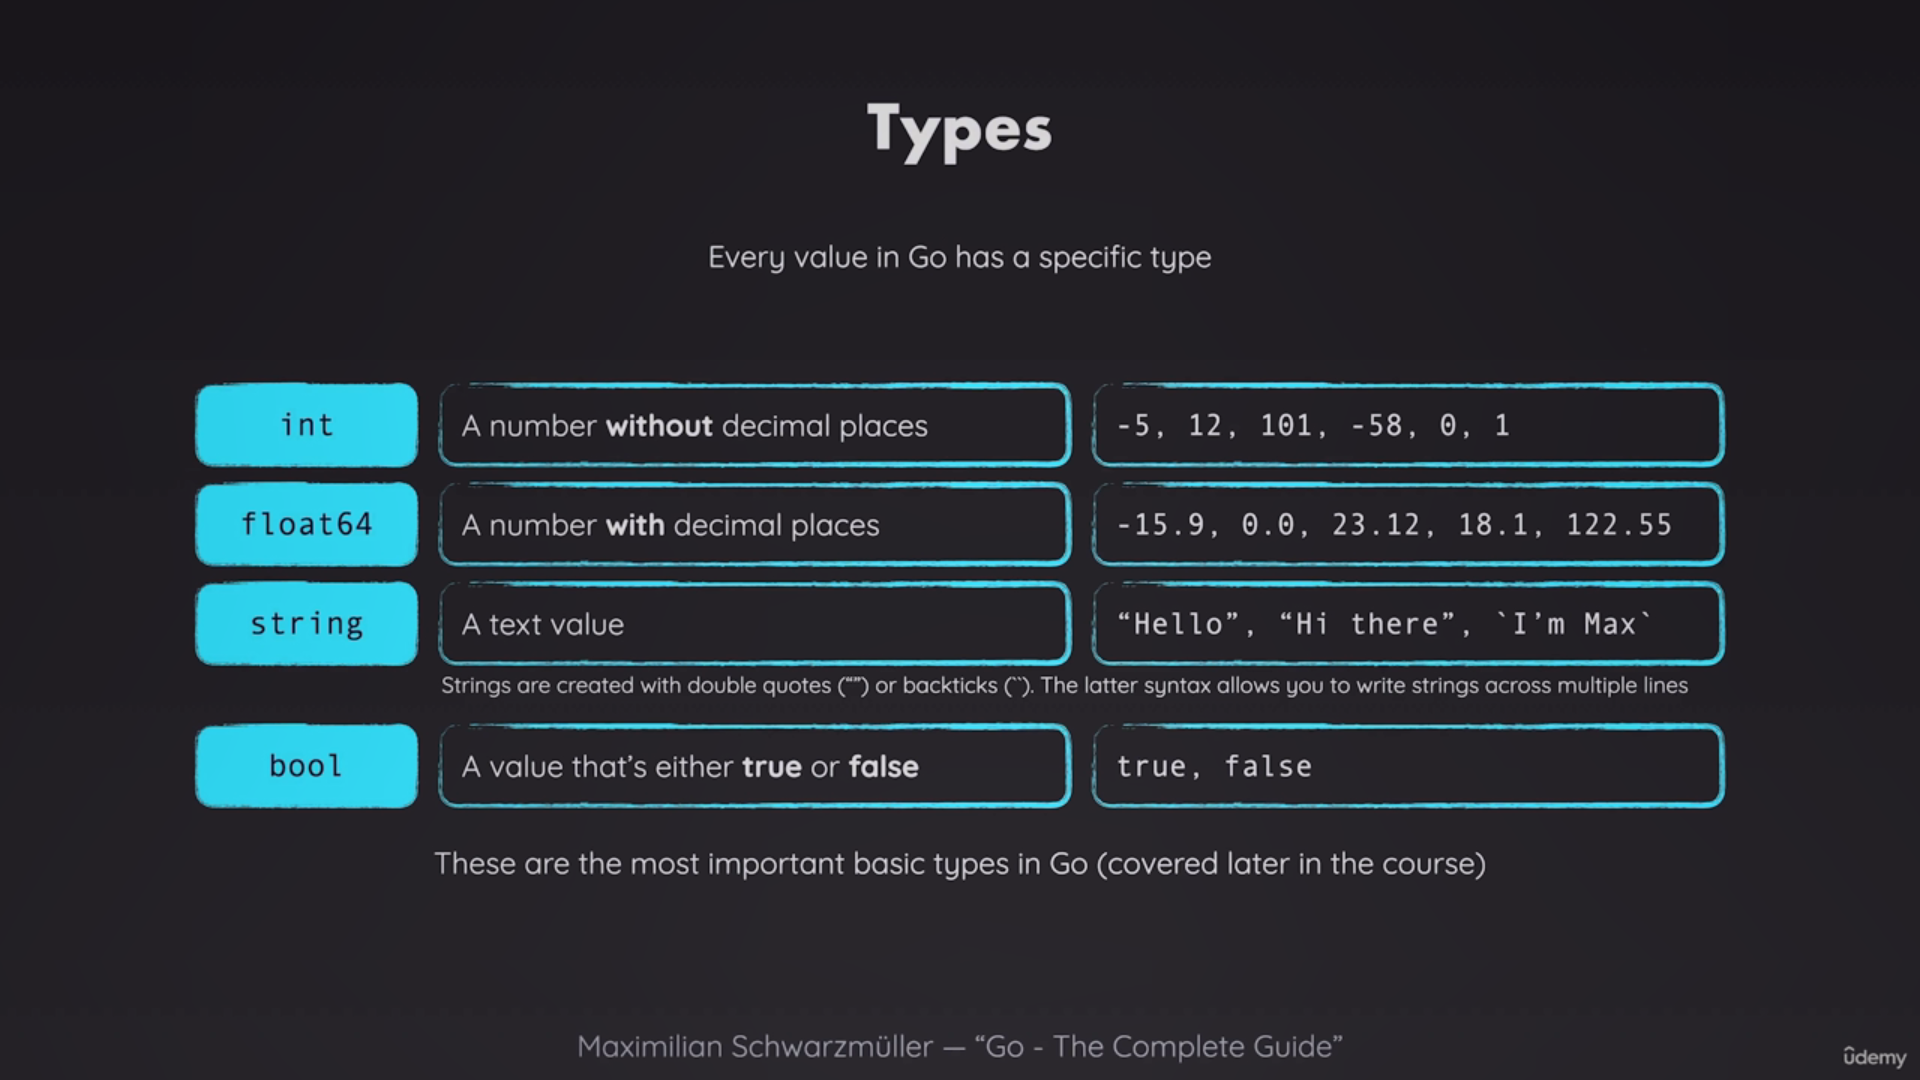 Types
Every value in Go has a specific type
int
A number without decimal places
-5, 12, 101, -58, 0, 1
float64
A number with decimal places
-15.9, 0.0, 23.12, 18.1, 122.55
string
A text value
“Hello”, “Hi there”, `I’m Max`
Strings are created with double quotes (“”) or backticks (``). The latter syntax allows you to write strings across multiple lines
bool
A value that’s either true or false
true, false
These are the most important basic types in Go (covered later in the course)
Maximilian Schwarzmüller — “Go - The Complete Guide”
ûdemy